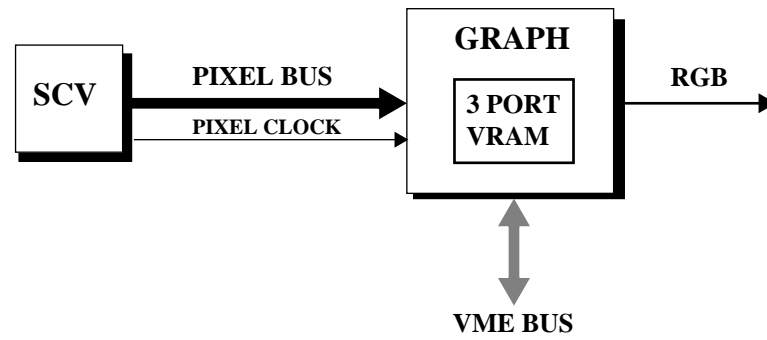 GRAPH
SCV
PIXEL BUS
PIXEL CLOCK
3 PORT
VRAM
RGB
VME BUS